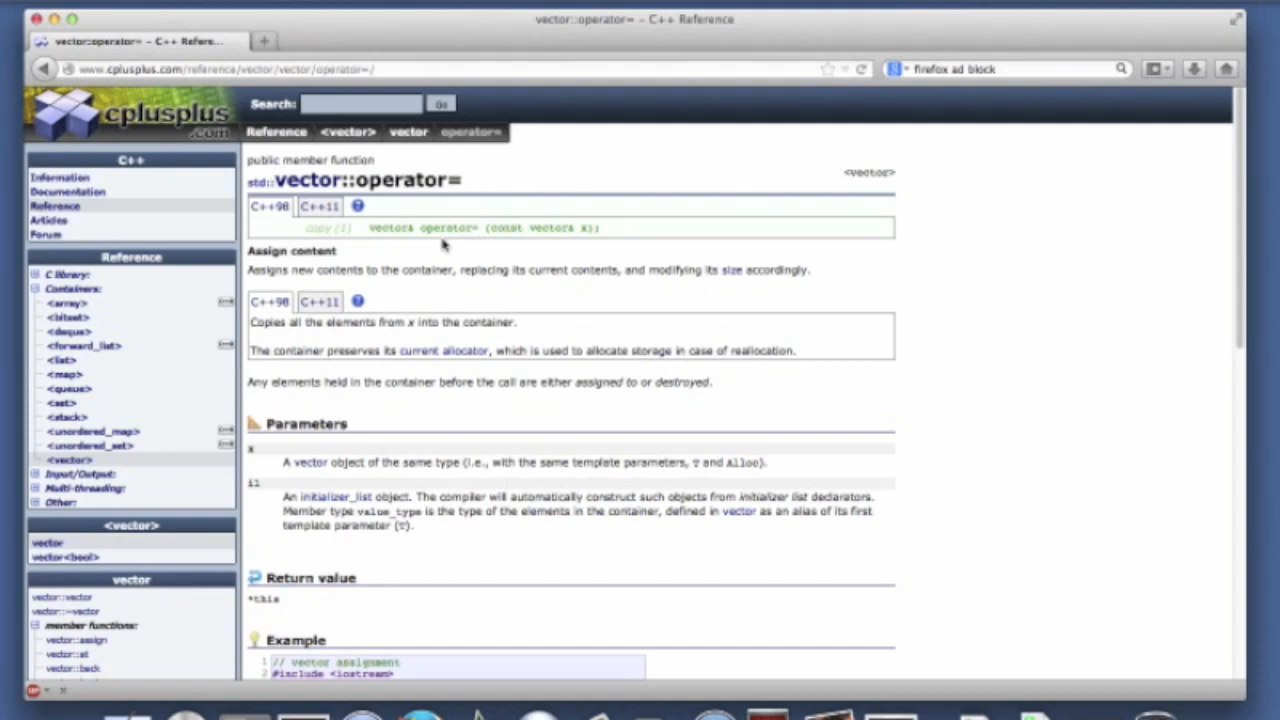 vector::operator= – C++ Reference
vector::operator= – C++ Refere...
www.cplusplus.com/reference/vector/vector/operator=/
firefox ad block
cplusplus
.com
Search:
Go
Reference <vector> vector operator=
C++
Information
Documentation
Reference
Articles
Forum
Reference
C library:
Containers:
<array>
<bitset>
<deque>
<forward_list>
<list>
<map>
<queue>
<set>
<stack>
<unordered_map>
<unordered_set>
<vector>
Input/Output:
Multi-threading:
Other:
<vector>
vector
vector<bool>
vector
vector::vector
vector::~vector
member functions:
vector::assign
vector::at
vector::back
public member function
<vector>
std::vector::operator=
C++98 C++11
copy (1) vector& operator= (const vector& x);
Assign content
Assigns new contents to the container, replacing its current contents, and modifying its size accordingly.
C++98 C++11
Copies all the elements from x into the container.
The container preserves its current allocator, which is used to allocate storage in case of reallocation.
Any elements held in the container before the call are either assigned to or destroyed.
Parameters
x
A vector object of the same type (i.e., with the same template parameters, T and Alloc).
il
An initializer_list object. The compiler will automatically construct such objects from initializer list declarators.
Member type value_type is the type of the elements in the container, defined in vector as an alias of its first
template parameter (T).
Return value
*this
Example
1 // vector assignment
2 #include <iostream>